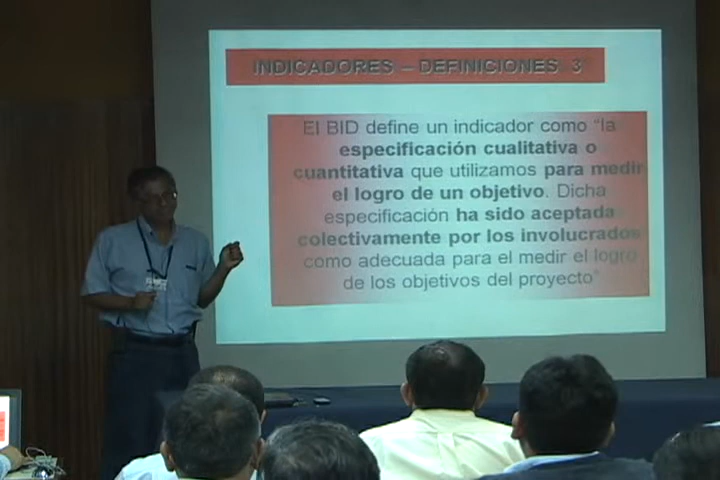 INDICADORES – DEFINICIONES 3
El BID define un indicador como "la
especificación cualitativa o
cuantitativa que utilizamos para medir
el logro de un objetivo. Dicha
especificación ha sido aceptada
colectivamente por los involucrados
como adecuada para el medir el logro
de los objetivos del proyecto"